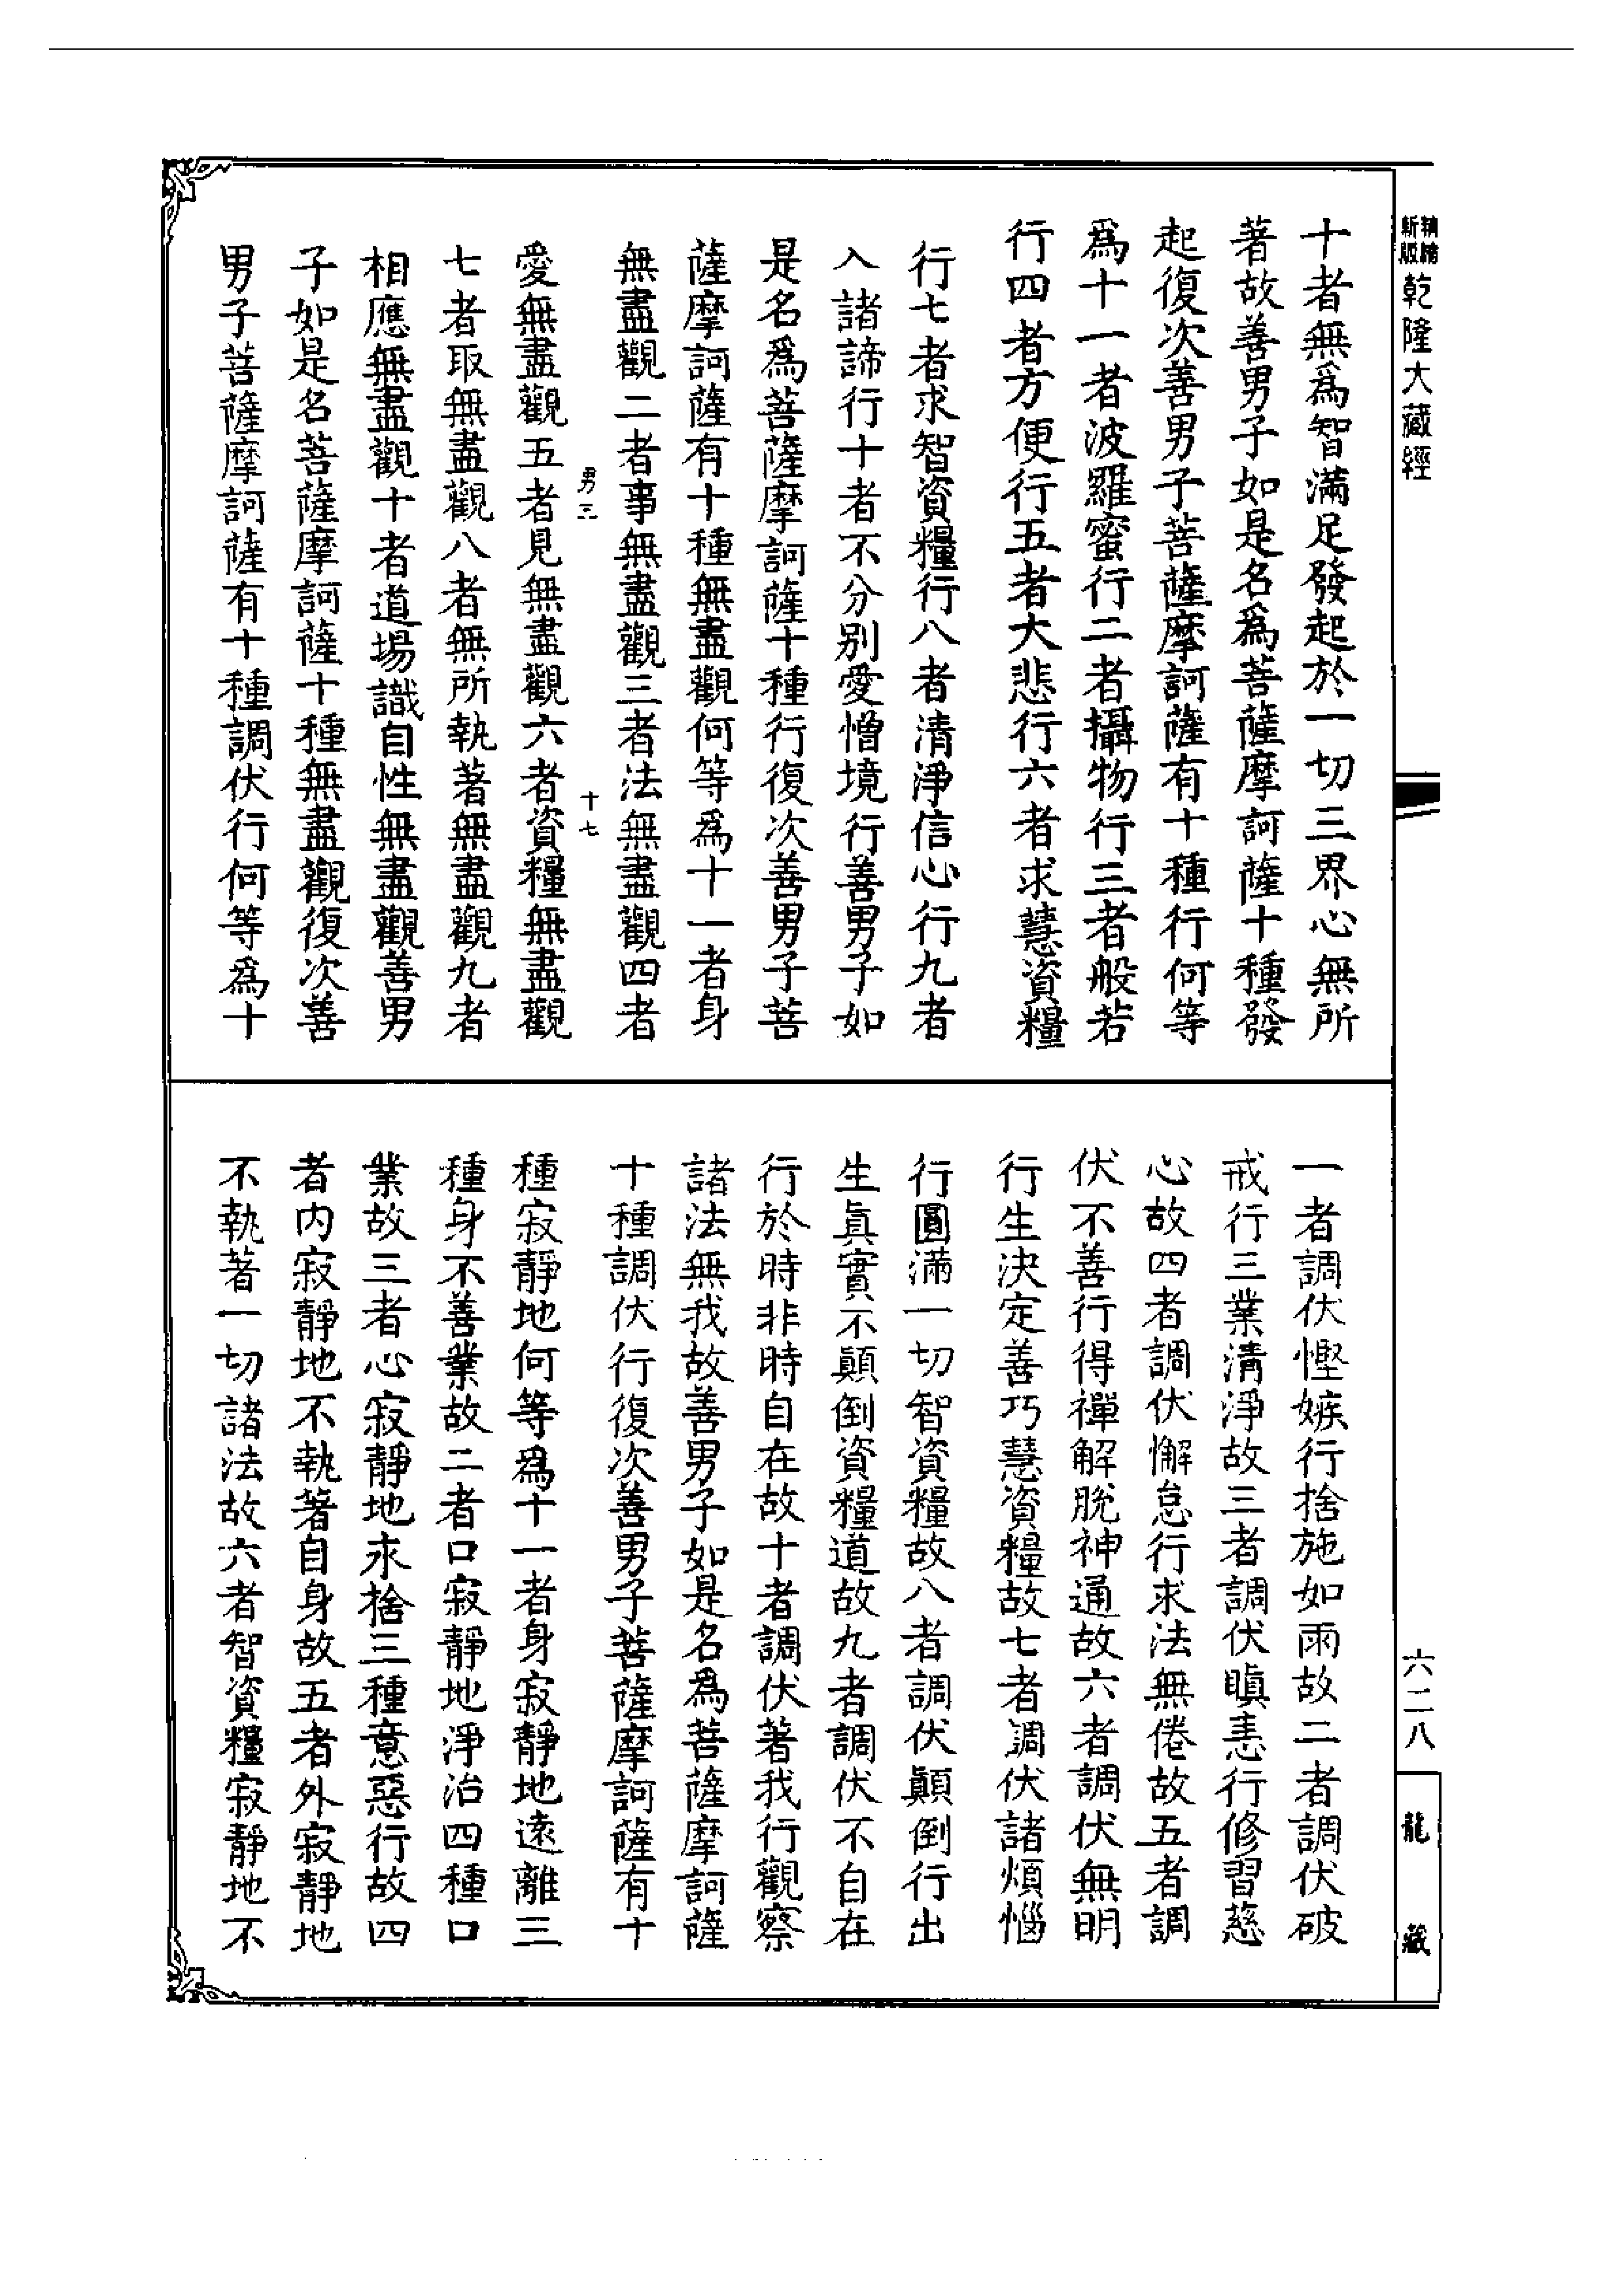 新編
縮版
乾隆大藏經
十者無爲智滿足發起於一切三界心無所
著故善男子如是名爲菩薩摩訶薩十種發
起復次善男子菩薩摩訶薩有十種行何等
爲十一者波羅蜜行二者攝物行三者般若
行四者方便行五者大悲行六者求慧資糧
行七者求智資糧行八者清淨信心行九者
入諸諦行十者不分別愛憎境行善男子如
是名爲菩薩摩訶薩十種行復次善男子菩
薩摩訶薩有十種無盡觀何等爲十一者身
無盡觀二者事無盡觀三者法無盡觀四者
男三 十七
愛無盡觀五者見無盡觀六者資糧無盡觀
七者取無盡觀八者無所執著無盡觀九者
相應無盡觀十者道場識自性無盡觀善男
子如是名菩薩摩訶薩十種無盡觀復次善
男子菩薩摩訶薩有十種調伏行何等爲十
一者調伏慳嫉行捨施如雨故二者調伏破
戒行三業清淨故三者調伏瞋恚行修習慈
心故四者調伏懈怠行求法無倦故五者調
伏不善行得禪解脫神通故六者調伏無明
行生決定善巧慧資糧故七者調伏諸煩惱
行圓滿一切智資糧故八者調伏顛倒行出
生眞實不顛倒資糧道故九者調伏不自在
行於時非時自在故十者調伏著我行觀察
諸法無我故善男子如是名爲菩薩摩訶薩
十種調伏行復次善男子菩薩摩訶薩有十
種寂靜地何等爲十一者身寂靜地遠離三
種身不善業故二者口寂靜地淨治四種口
業故三者心寂靜地永捨三種意惡行故四
者內寂靜地不執著自身故五者外寂靜地
不執著一切諸法故六者智資糧寂靜地不
六二八
龍藏